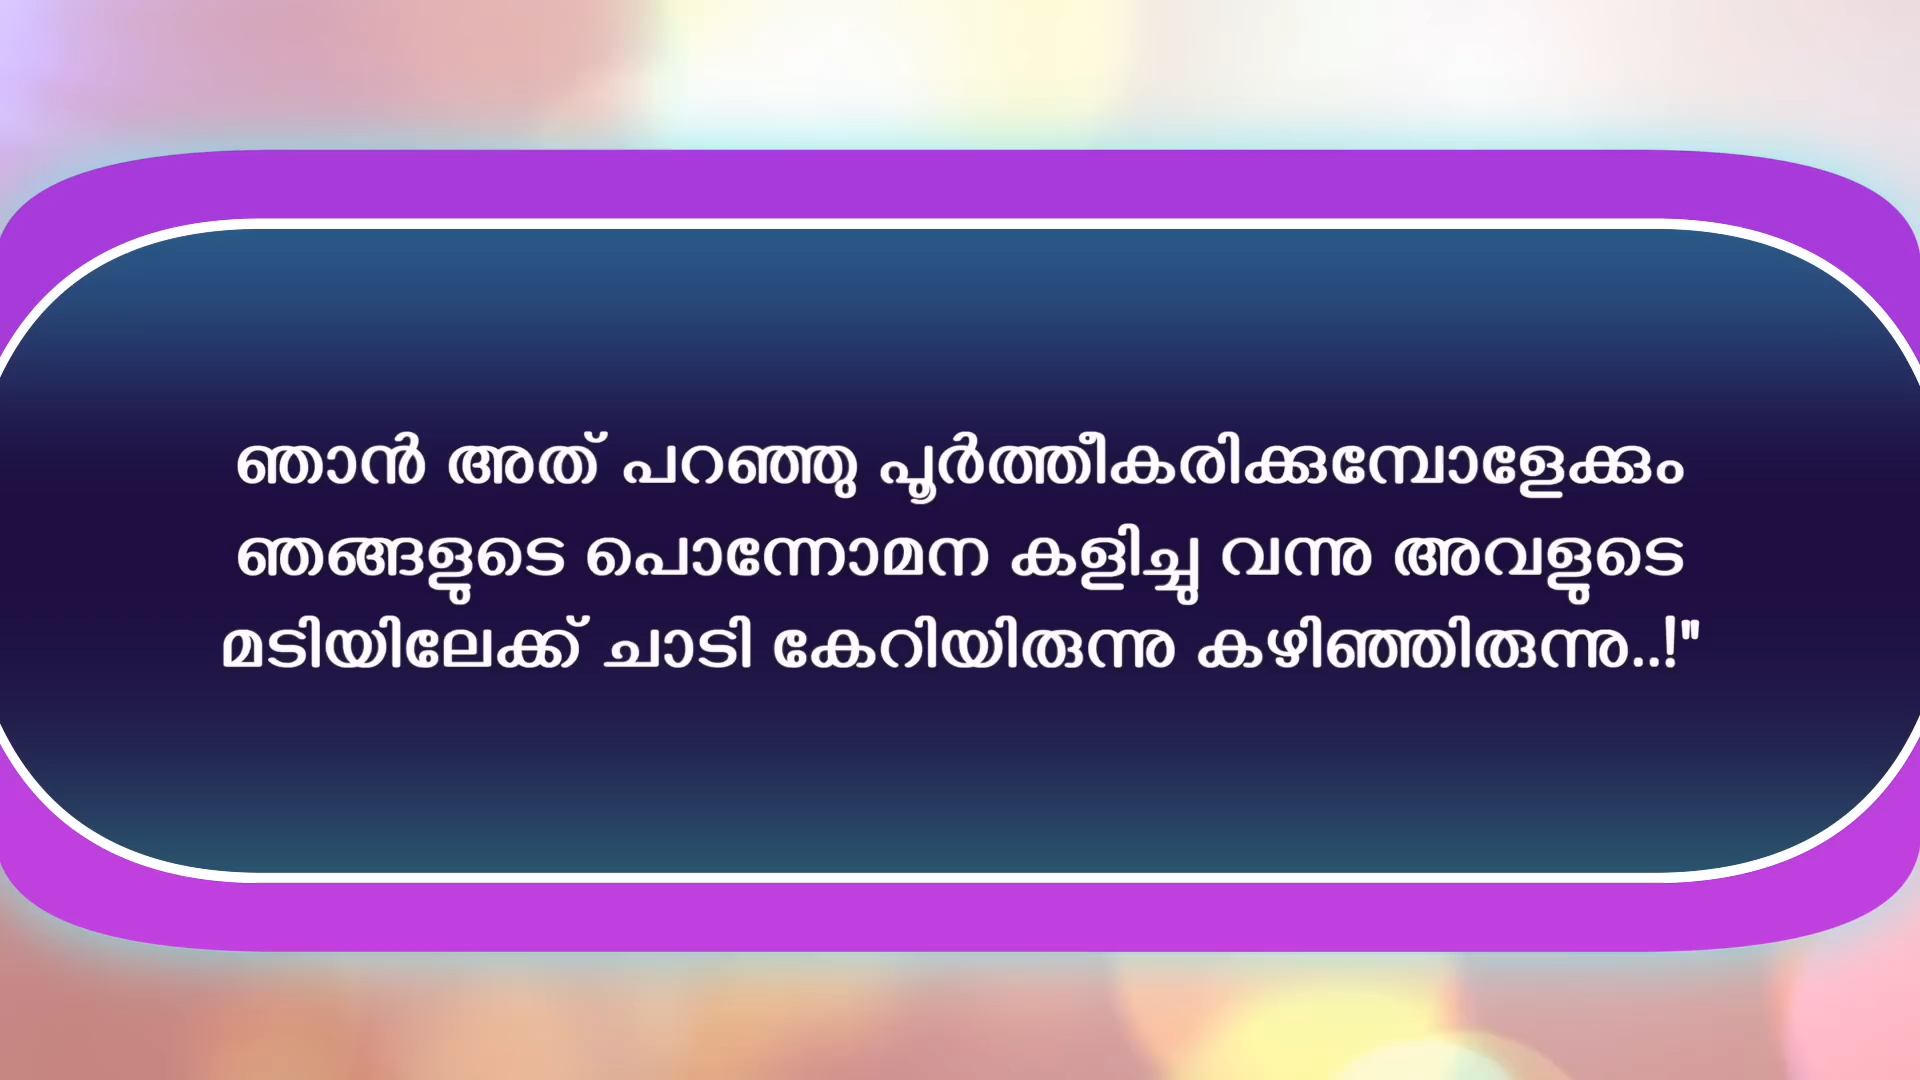 ഞാൻ അത് പറഞ്ഞു പൂർത്തീകരിക്കുമ്പോളേക്കും
ഞങ്ങളുടെ പൊന്നോമന കളിച്ചു വന്നു അവളുടെ
മടിയിലേക്ക് ചാടി കേറിയിരുന്നു കഴിഞ്ഞിരുന്നു..!"